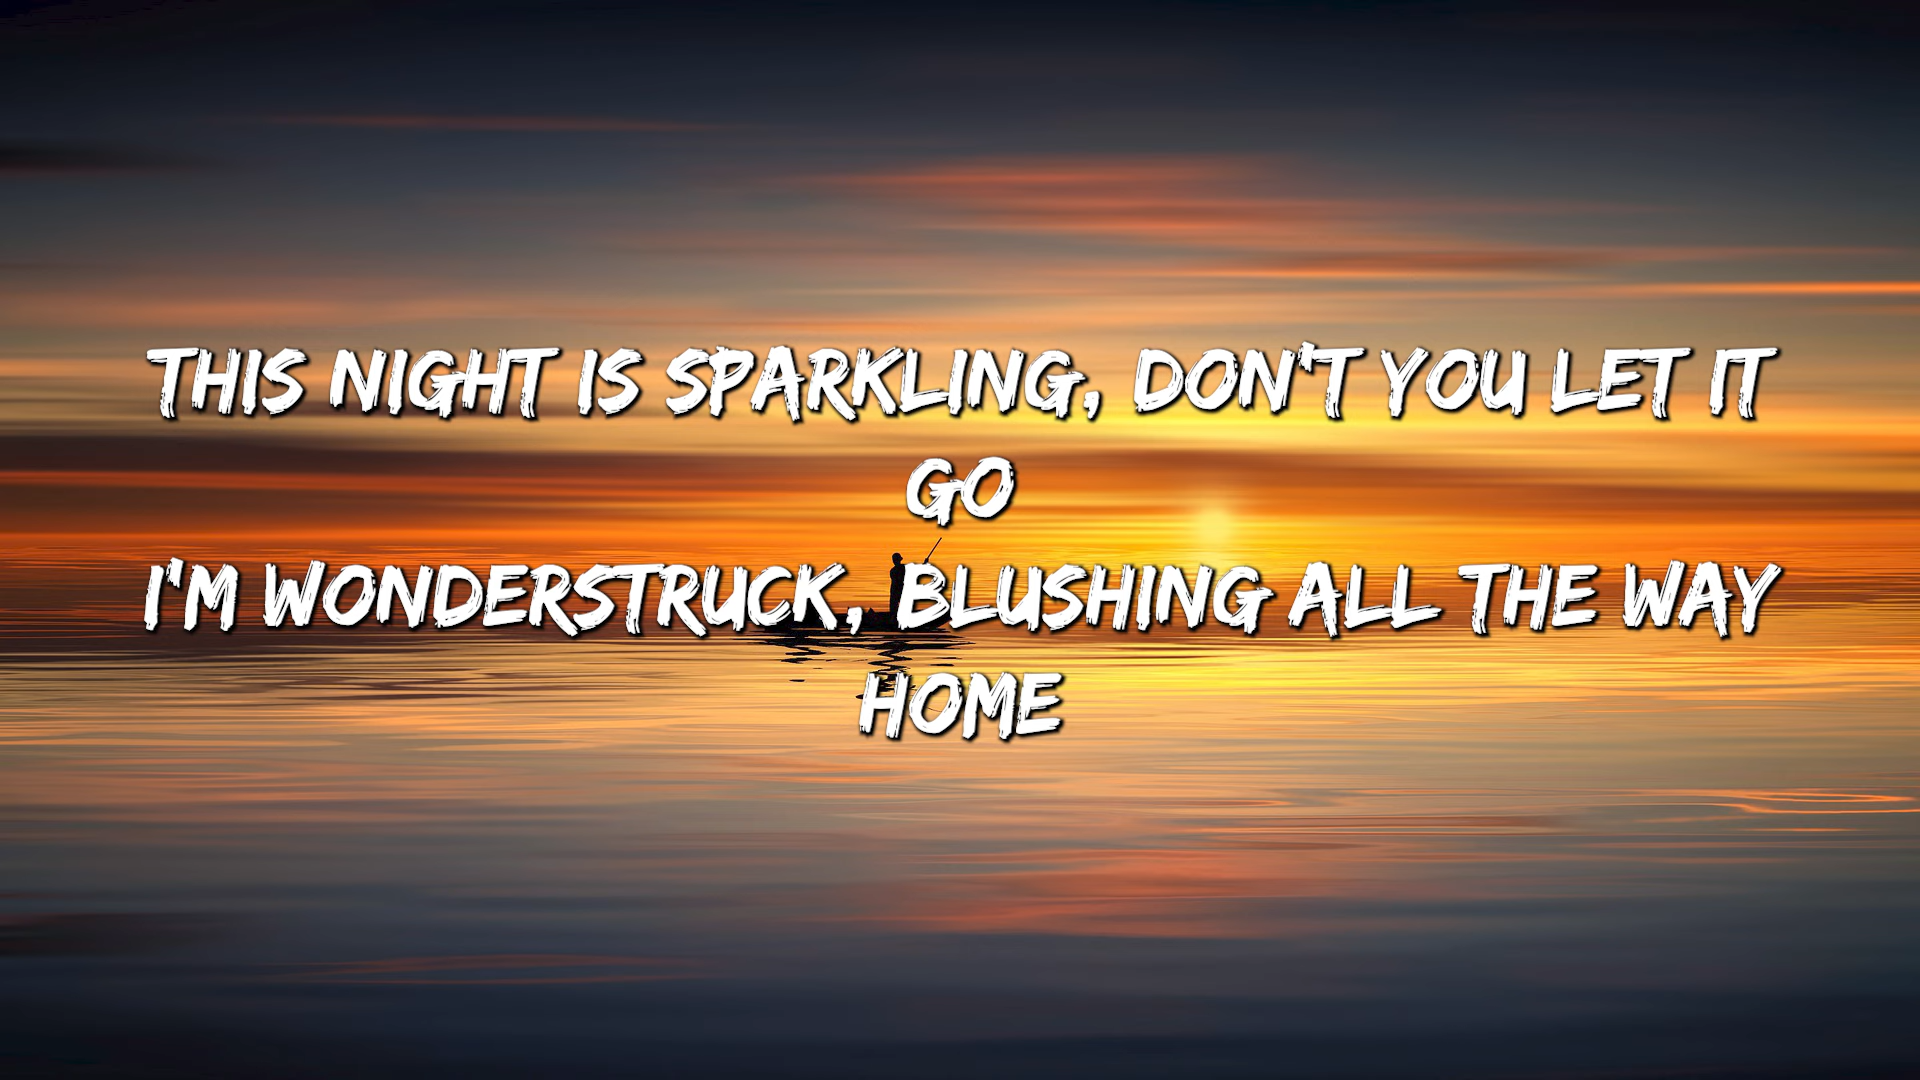 THIS NIGHT IS SPARKLING, DON'T YOU LET IT
GO
I'M WONDERSTRUCK, BLUSHING ALL THE WAY
HOME